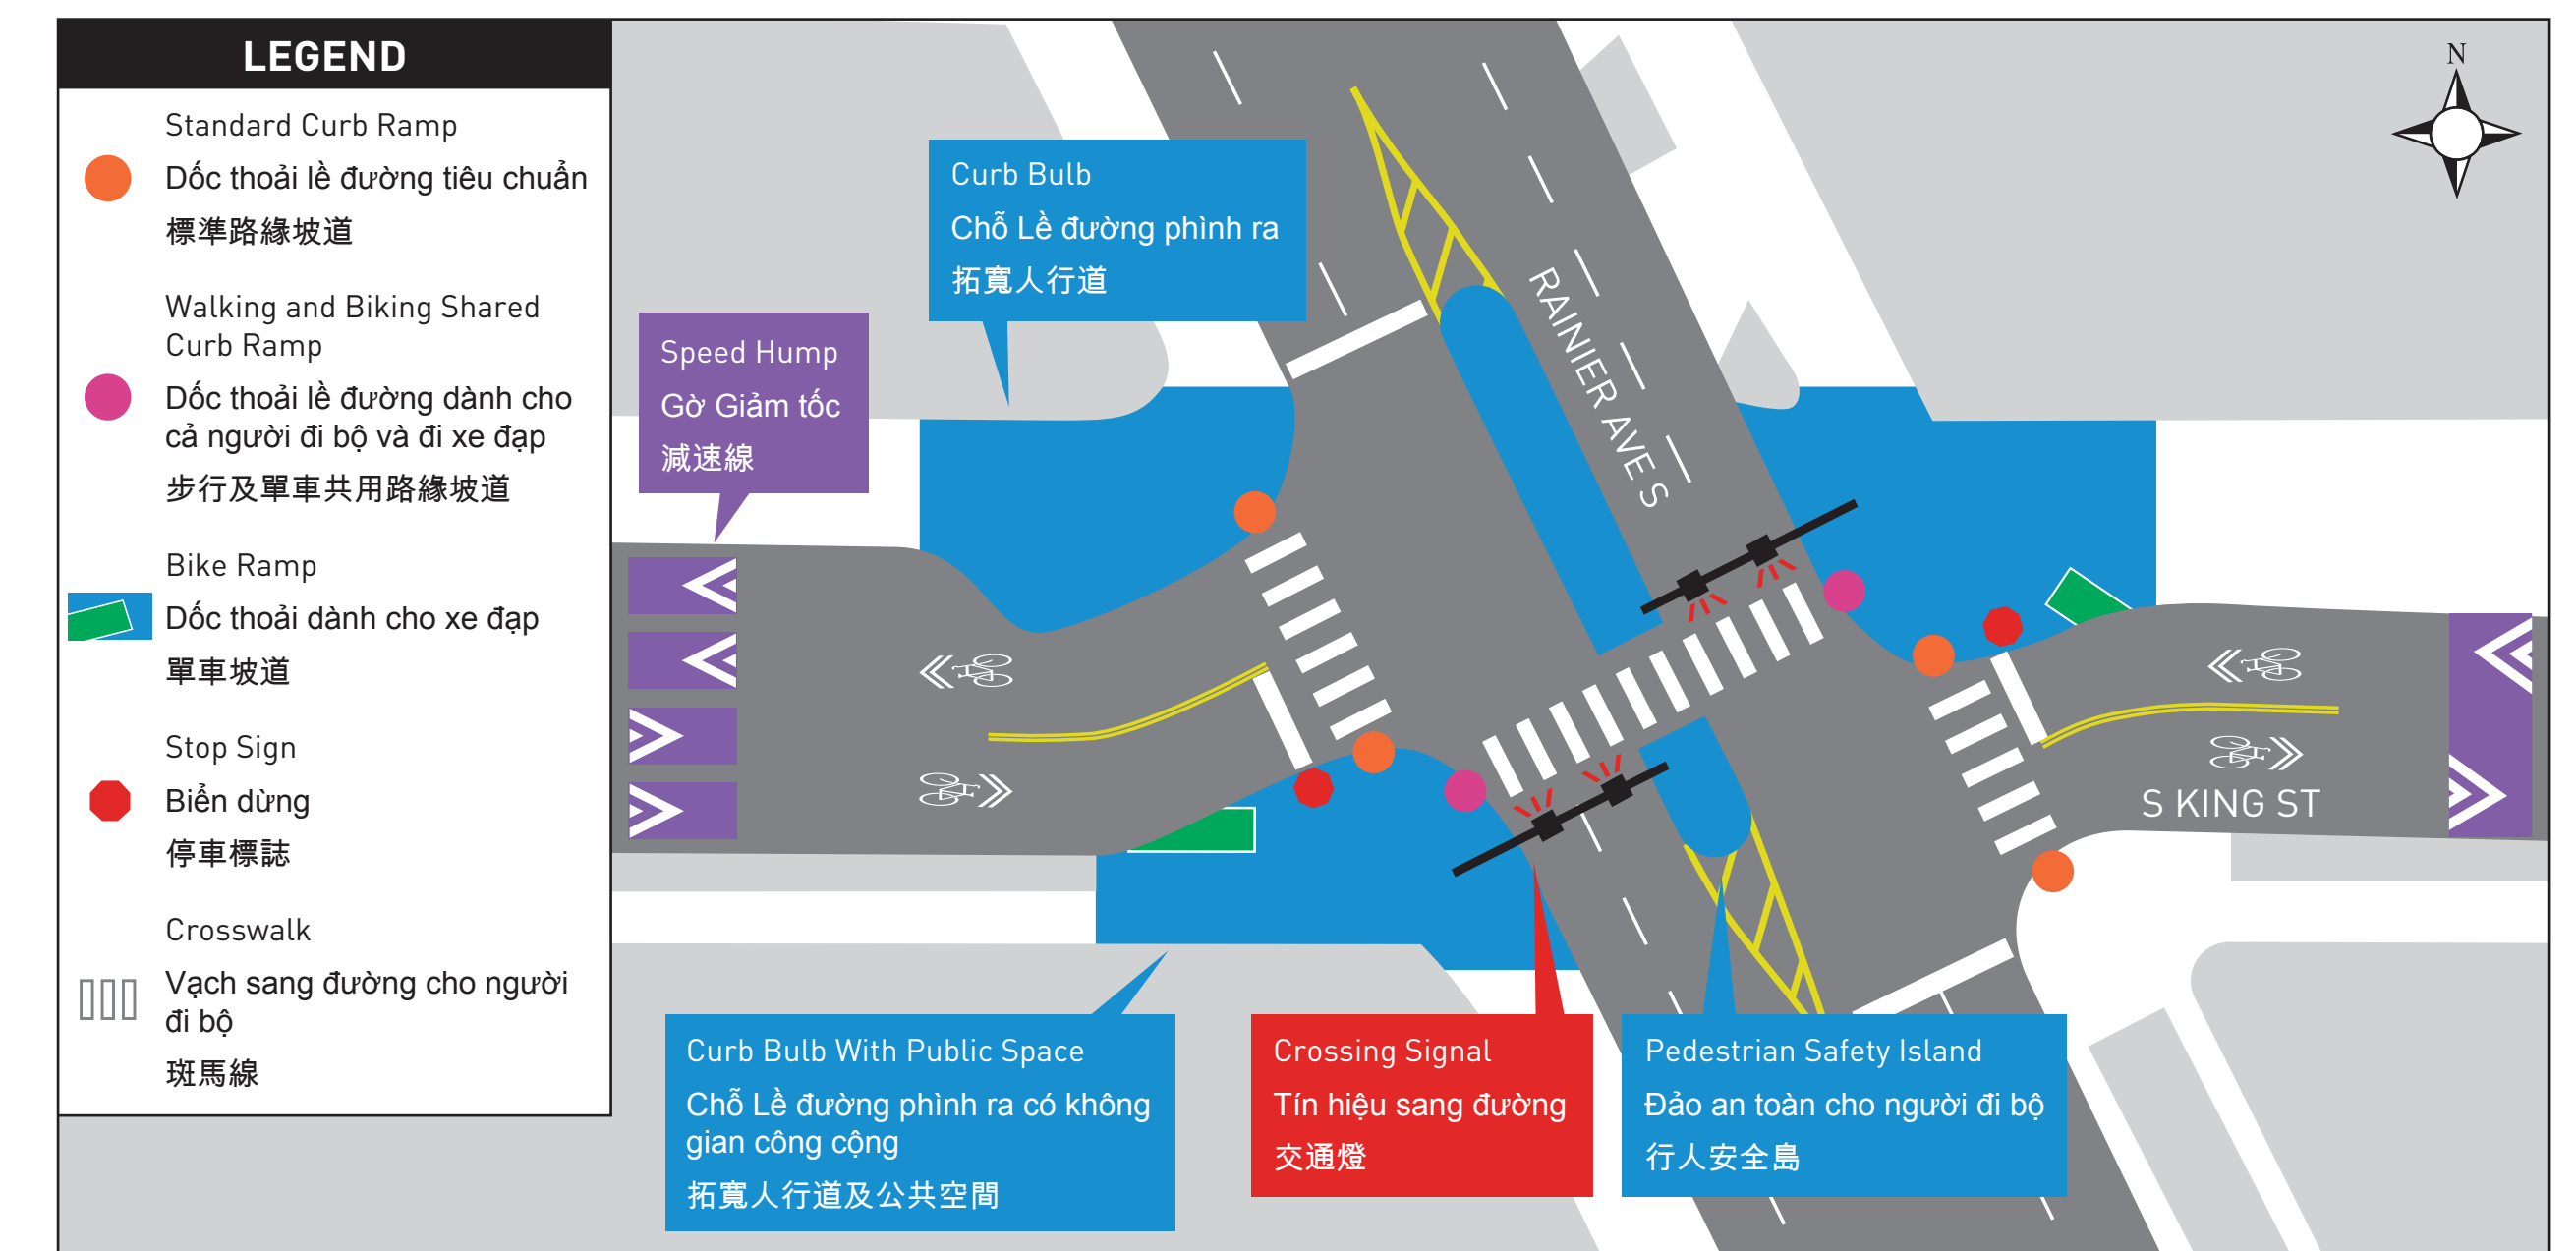 LEGEND
Standard Curb Ramp
Dốc thoải lề đường tiêu chuẩn
標準路緣坡道
Walking and Biking Shared
Curb Ramp
Dốc thoải lề đường dành cho
cả người đi bộ và đi xe đạp
步行及單車共用路緣坡道
Bike Ramp
Dốc thoải dành cho xe đạp
單車坡道
Stop Sign
Biển dừng
停車標誌
Crosswalk
Vạch sang đường cho người
đi bộ
班馬線
Curb Bulb
Chỗ Lề đường phình ra
拓寬人行道
Speed Hump
Gờ Giảm tốc
減速線
RAINIER AVE S
N
S KING ST
Curb Bulb With Public Space
Chỗ Lề đường phình ra có không
gian công cộng
拓寬人行道及公共空間
Crossing Signal
Tín hiệu sang đường
交通燈
Pedestrian Safety Island
Đảo an toàn cho người đi bộ
行人安全島